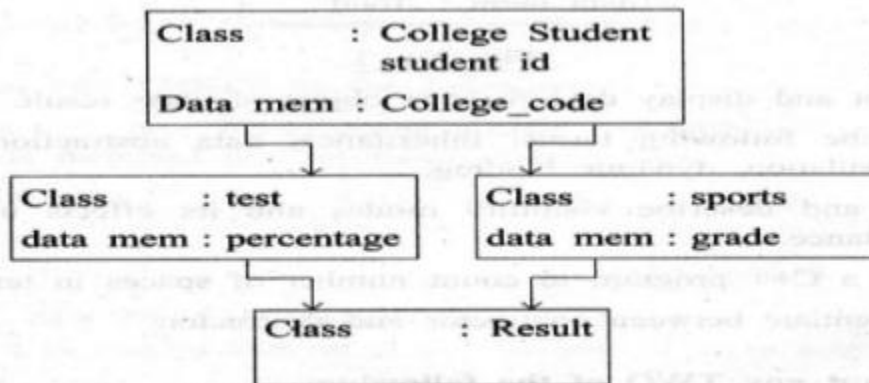 Class : College Student
student id
Data mem : College_code
Class : test
data mem : percentage
Class : sports
data mem : grade
Class : Result